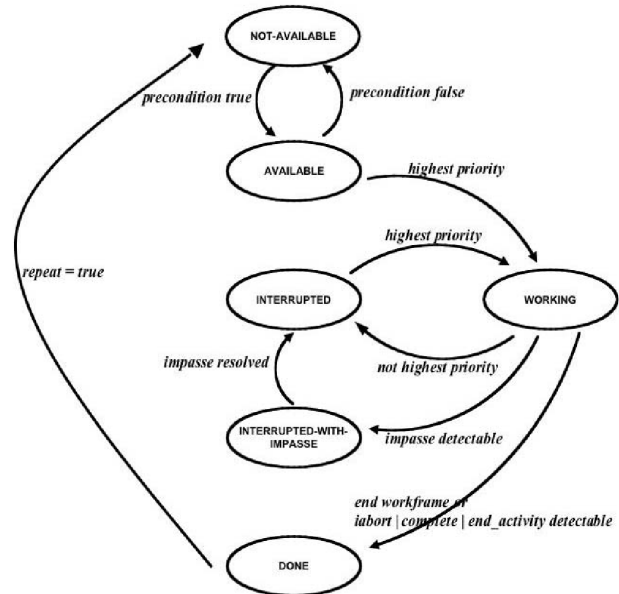 NOT-AVAILABLE
precondition true
precondition false
AVAILABLE
highest priority
highest priority
repeat = true
INTERRUPTED
WORKING
impasse resolved
not highest priority
INTERRUPTED-WITH-
IMPASSE
impasse detectable
end workframe or
iabort | complete | end_activity detectable
DONE